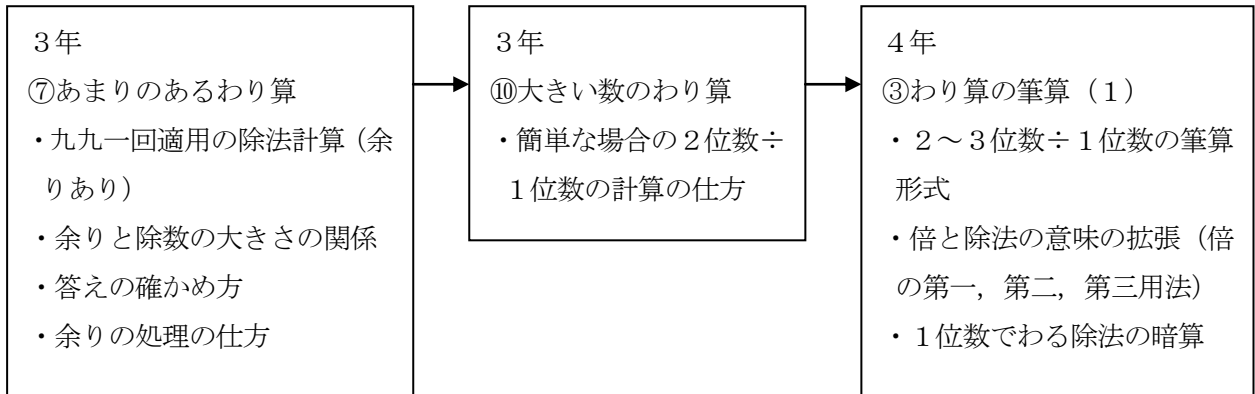 ３年
⑦あまりのあるわり算
・九九一回適用の除法計算（余
りあり）
・余りと除数の大きさの関係
・答えの確かめ方
・余りの処理の仕方
３年
⑩大きい数のわり算
・簡単な場合の２位数÷
１位数の計算の仕方
４年
③わり算の筆算（１）
・２～３位数÷１位数の筆算
形式
・倍と除法の意味の拡張（倍
の第一，第二，第三用法）
・１位数でわる除法の暗算